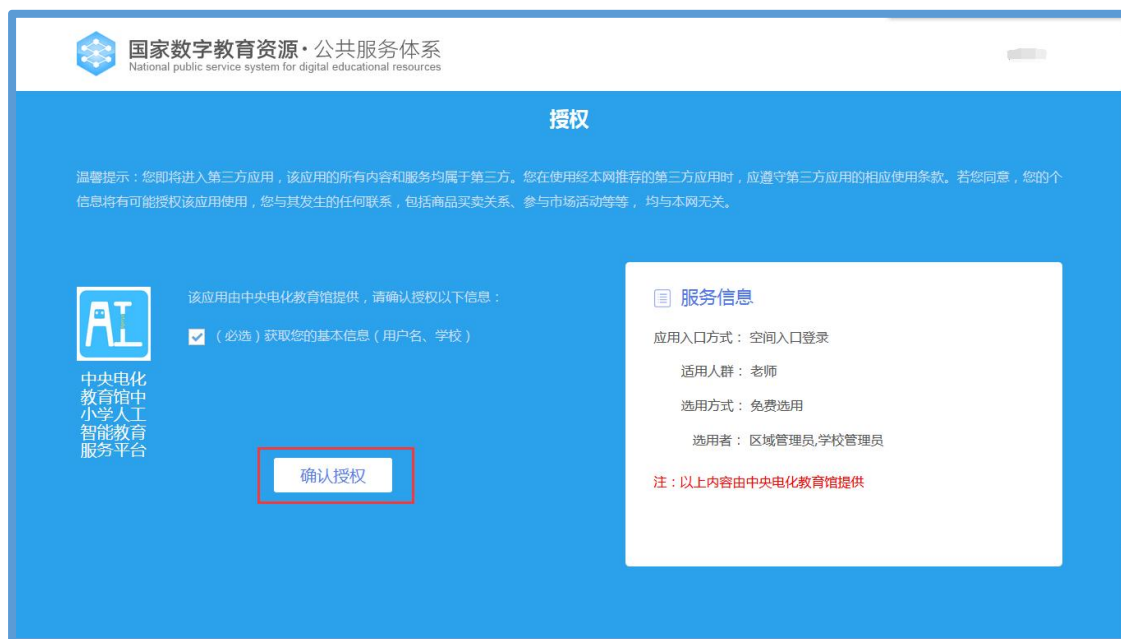 国家数字教育资源·公共服务体系
National public service system for digital educational resources
授权
温馨提示：您即将进入第三方应用，该应用的所有内容和服务均属于第三方。您在使用经本网推荐的第三方应用时，应遵守第三方应用的相应使用条款。若您同意，您的个
信息将有可能授权该应用使用，您与其发生的任何联系，包括商品买卖关系、参与市场活动等等， 均与本网无关。
AI
中央电化
教育馆中
小学人工
智能教育
服务平台
该应用由中央电化教育馆提供，请确认授权以下信息：
（必选）获取您的基本信息（用户名、学校）
确认授权
服务信息
应用入口方式： 空间入口登录
适用人群： 老师
选用方式： 免费选用
选用者： 区域管理员,学校管理员
注：以上内容由中央电化教育馆提供